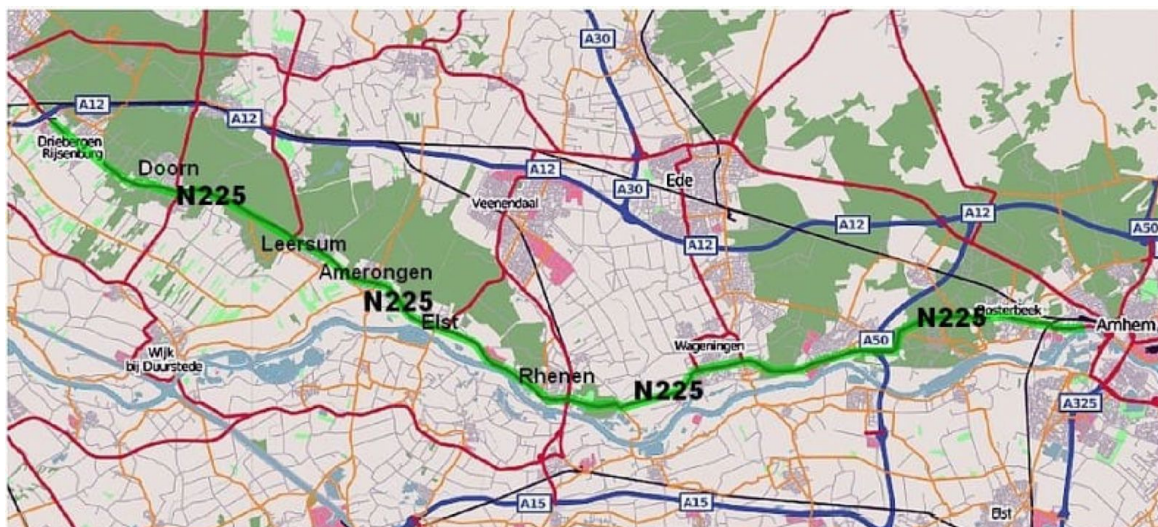 A30
A12
A12
Driebergen
Rijsenburg
Doorn
N225
A12
A30
Ede
Veenendaal
A12
A12
A12
A50
Leersum
Amerongen
N225
Elst
N225
Oosterbeek
Arnhem
A50
Wageningen
Wijk
bij Duurstede
Rhenen
N225
A325
A15
A15
Elst